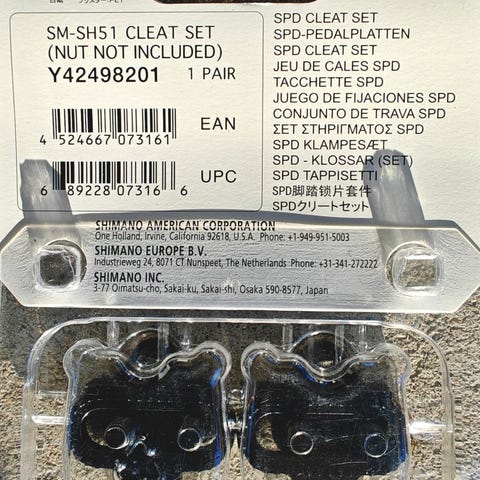 SM-SH51 CLEAT SET
(NUT NOT INCLUDED)
Y42498201 1 PAIR
4 524667 073161 EAN
6 89228 07316 6 UPC
SPD CLEAT SET
SPD-PEDALPLATTEN
SPD CLEAT SET
JEU DE CALES SPD
TACCHETTE SPD
JUEGO DE FIJACIONES SPD
CONJUNTO DE TRAVA SPD
ΣΕΤ ΣΤΗΡΙΓΜΑΤΟΣ SPD
SPD KLAMPESÆT
SPD - KLOSSAR (SET)
SPD TAPPISETTI
SPD脚踏锁片套件
SPDクリートセット
SHIMANO AMERICAN CORPORATION
One Holland, Irvine, California 92618, U.S.A. Phone: +1-949-951-5003
SHIMANO EUROPE B.V.
Industrieweg 24, 8071 CT Nunspeet, The Netherlands Phone: +31-341-272222
SHIMANO INC.
3-77 Oimatsu-cho, Sakai-ku, Sakai-shi, Osaka 590-8577, Japan